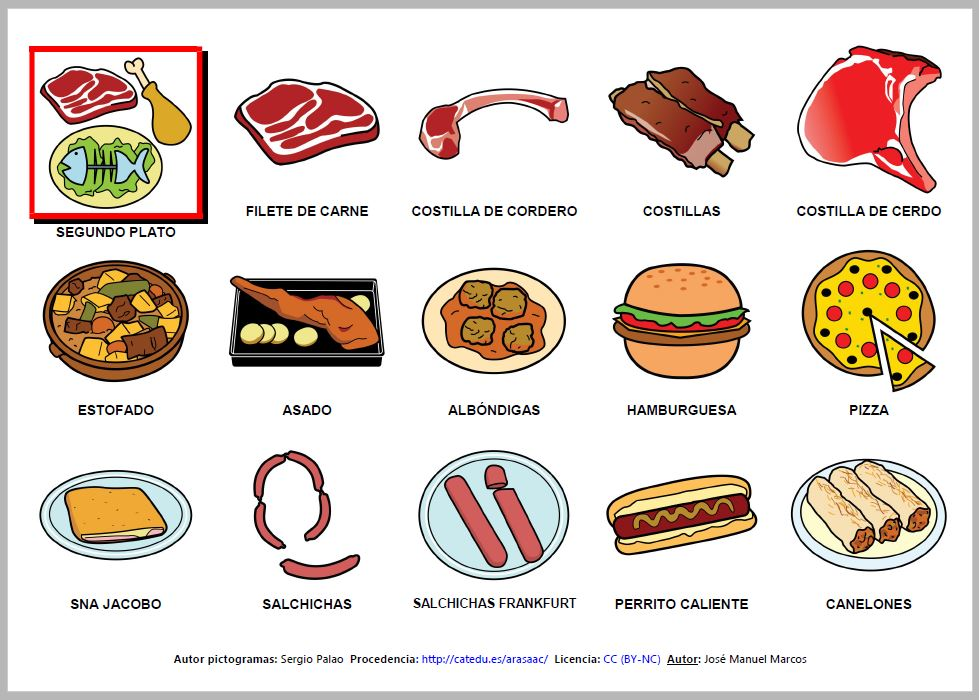 SEGUNDO PLATO
FILETE DE CARNE
COSTILLA DE CORDERO
COSTILLAS
COSTILLA DE CERDO
ESTOFADO
ASADO
ALBÓNDIGAS
HAMBURGUESA
PIZZA
SNA JACOBO
SALCHICHAS
SALCHICHAS FRANKFURT
PERRITO CALIENTE
CANELONES
Autor pictogramas: Sergio Palao Procedencia: http://catedu.es/arasaac/ Licencia: CC (BY-NC) Autor: José Manuel Marcos